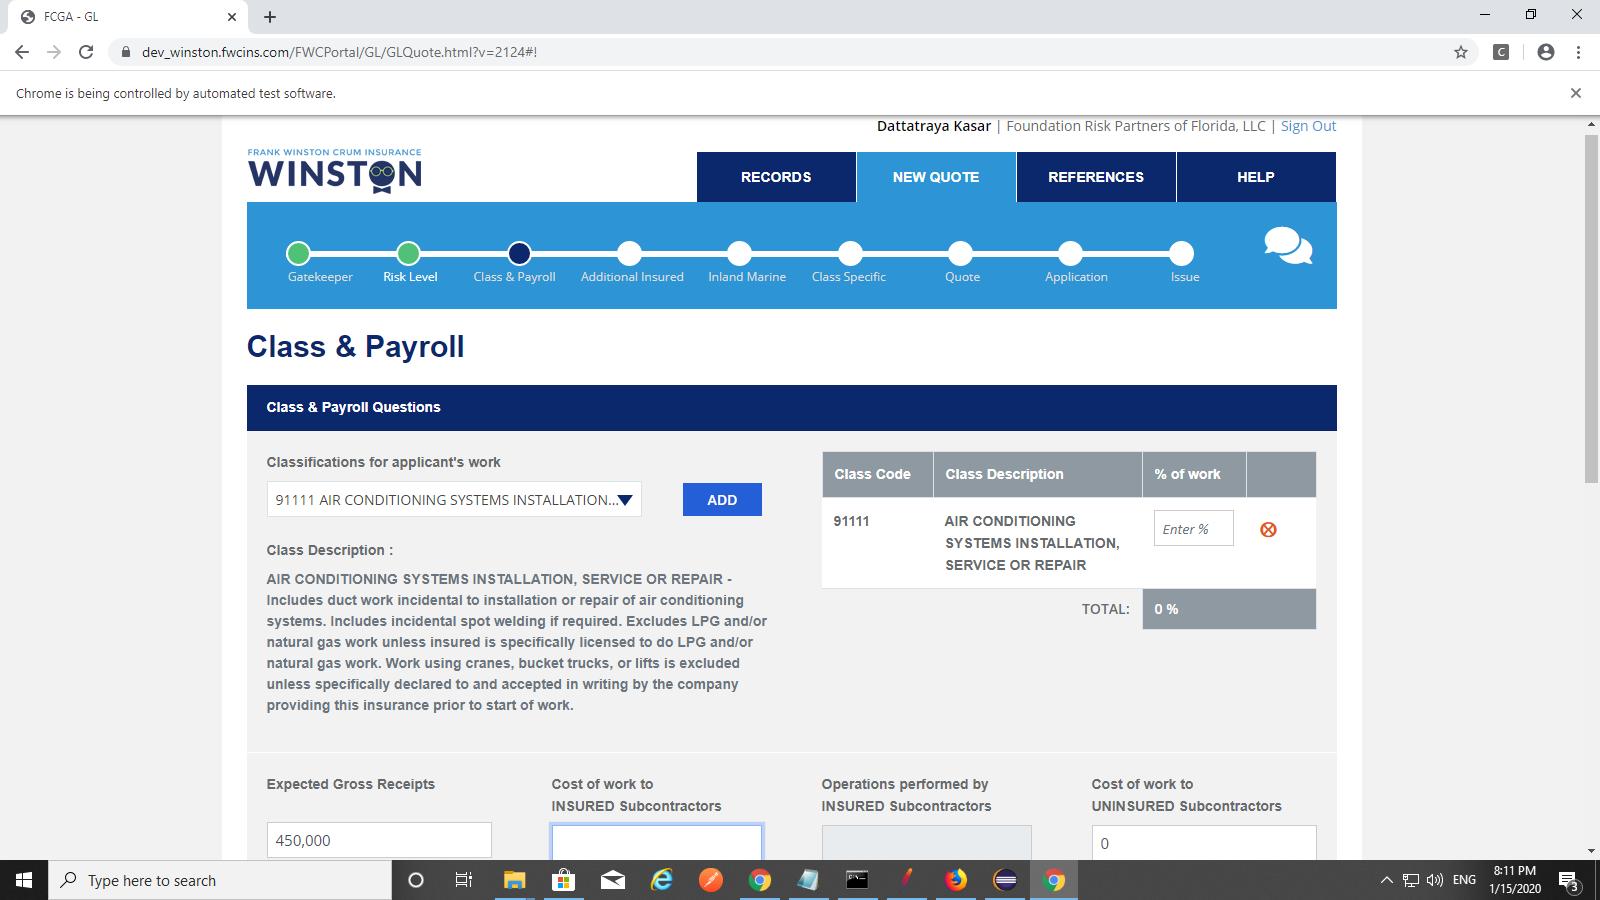 FCGA - GL
dev_winston.fwcins.com/FWCPortal/GL/GLQuote.html?v=2124#!
C
Chrome is being controlled by automated test software.
Dattatraya Kasar | Foundation Risk Partners of Florida, LLC | Sign Out
FRANK WINSTON CRUM INSURANCE
WINSTON
RECORDS
NEW QUOTE
REFERENCES
HELP
Gatekeeper
Risk Level
Class & Payroll
Additional Insured
Inland Marine
Class Specific
Quote
Application
Issue
Class & Payroll
Class & Payroll Questions
Classifications for applicant's work
91111 AIR CONDITIONING SYSTEMS INSTALLATION...
ADD
Class Description :
AIR CONDITIONING SYSTEMS INSTALLATION, SERVICE OR REPAIR -
Includes duct work incidental to installation or repair of air conditioning
systems. Includes incidental spot welding if required. Excludes LPG and/or
natural gas work unless insured is specifically licensed to do LPG and/or
natural gas work. Work using cranes, bucket trucks, or lifts is excluded
unless specifically declared to and accepted in writing by the company
providing this insurance prior to start of work.
Class Code
Class Description
% of work
91111
AIR CONDITIONING
SYSTEMS INSTALLATION,
SERVICE OR REPAIR
Enter %
TOTAL:
0 %
Expected Gross Receipts
450,000
Cost of work to
INSURED Subcontractors
Operations performed by
INSURED Subcontractors
Cost of work to
UNINSURED Subcontractors
0
Type here to search
ENG
8:11 PM
1/15/2020
3